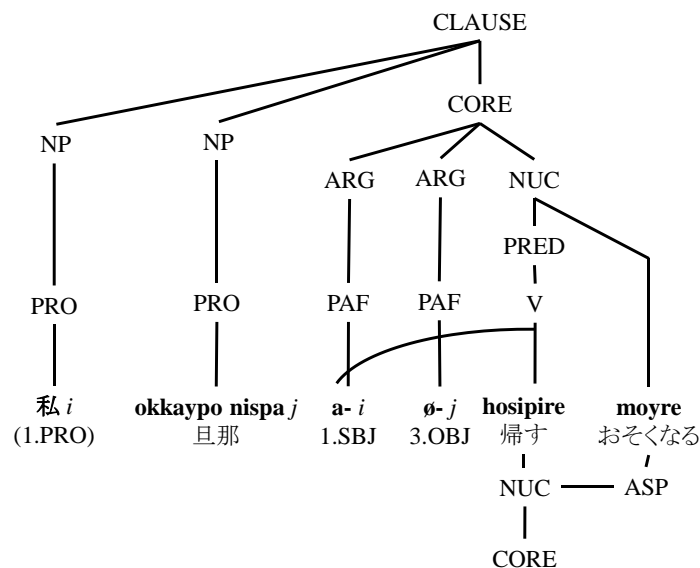 CLAUSE
CORE
NP NP
ARG ARG NUC
PRED
PRO PRO PAF PAF V
私 i okkaypo nispa j a- i ø- j hosipire moyre
(1.PRO) 旦那 1.SBJ 3.OBJ 帰す おそくなる
NUC ASP
CORE